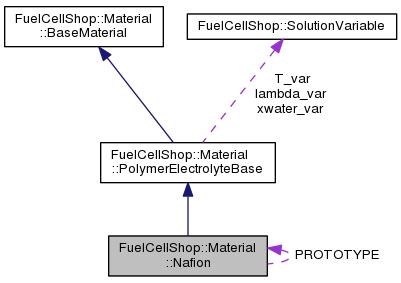 FuelCellShop::Material
::BaseMaterial
FuelCellShop::SolutionVariable
T_var
lambda_var
xwater_var
FuelCellShop::Material
::PolymerElectrolyteBase
FuelCellShop::Material
::Nafion
PROTOTYPE